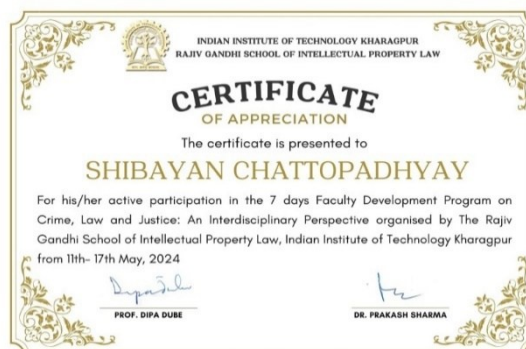 INDIAN INSTITUTE OF TECHNOLOGY KHARAGPUR
RAJIV GANDHI SCHOOL OF INTELLECTUAL PROPERTY LAW
CERTIFICATE
OF APPRECIATION
The certificate is presented to
SHIBAYAN CHATTOPADHYAY
For his/her active participation in the 7 days Faculty Development Program on
Crime, Law and Justice: An Interdisciplinary Perspective organised by The Rajiv
Gandhi School of Intellectual Property Law, Indian Institute of Technology Kharagpur
from 11th- 17th May, 2024
PROF. DIPA DUBE
DR. PRAKASH SHARMA